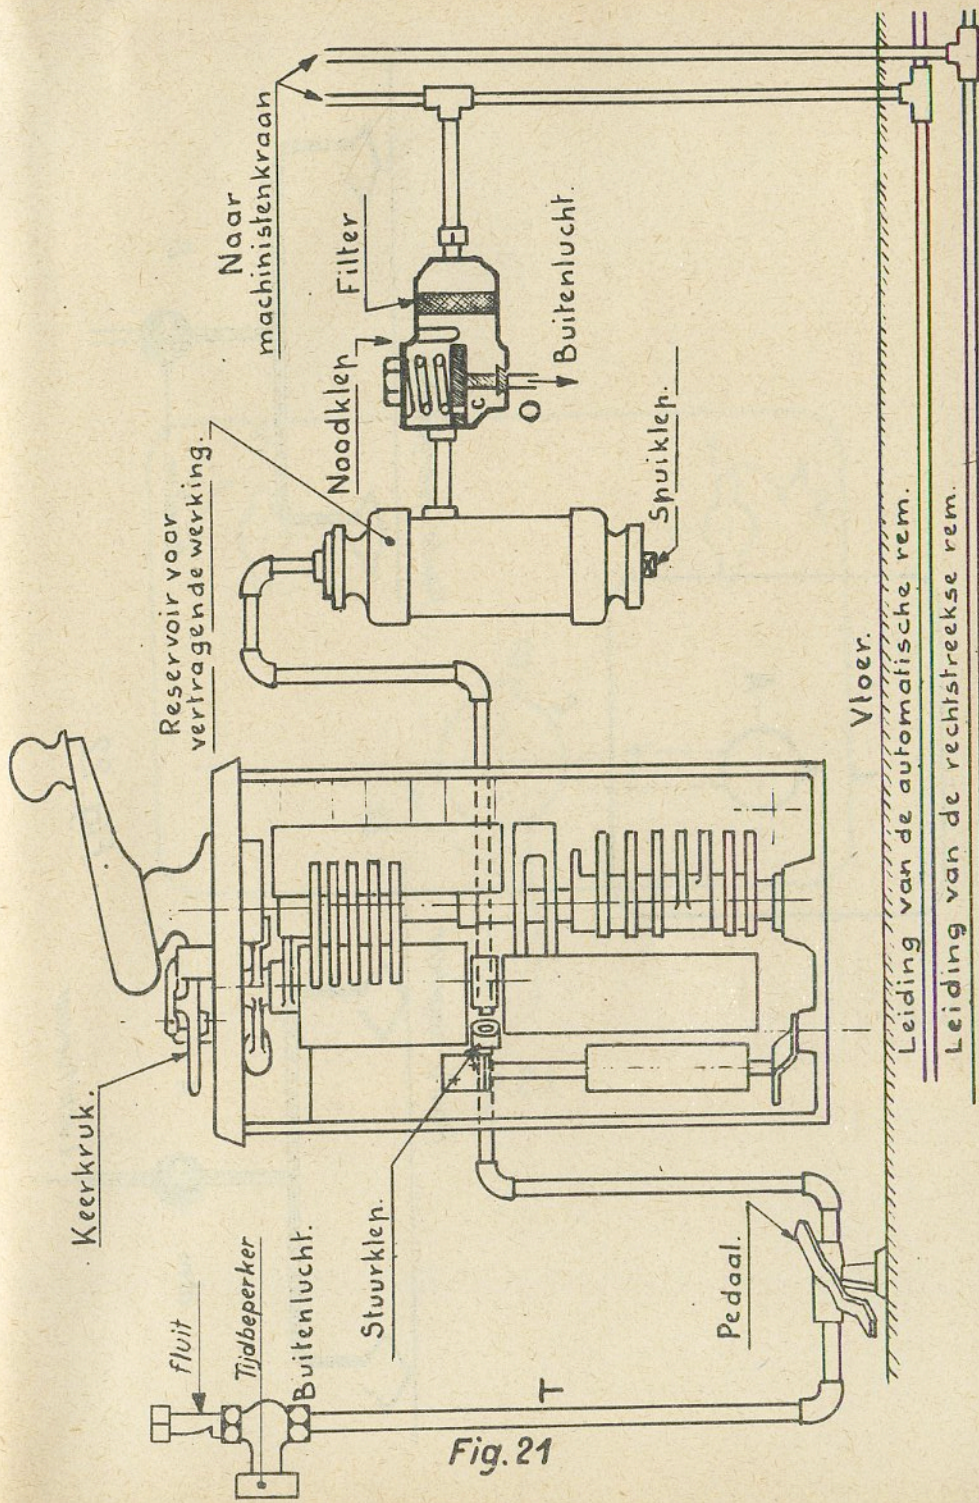 Naar
machinistenkraan
Filter
Noodklep
Buitenlucht.
C
O
Reservoir voor
vertragende werking.
Spuiklep.
Keerkruk.
fluit
Tijdbeperker
Buitenlucht.
Stuurklep.
Pedaal.
T
Vloer.
Leiding van de automatische rem.
Leiding van de rechtstreekse rem.
Fig. 21